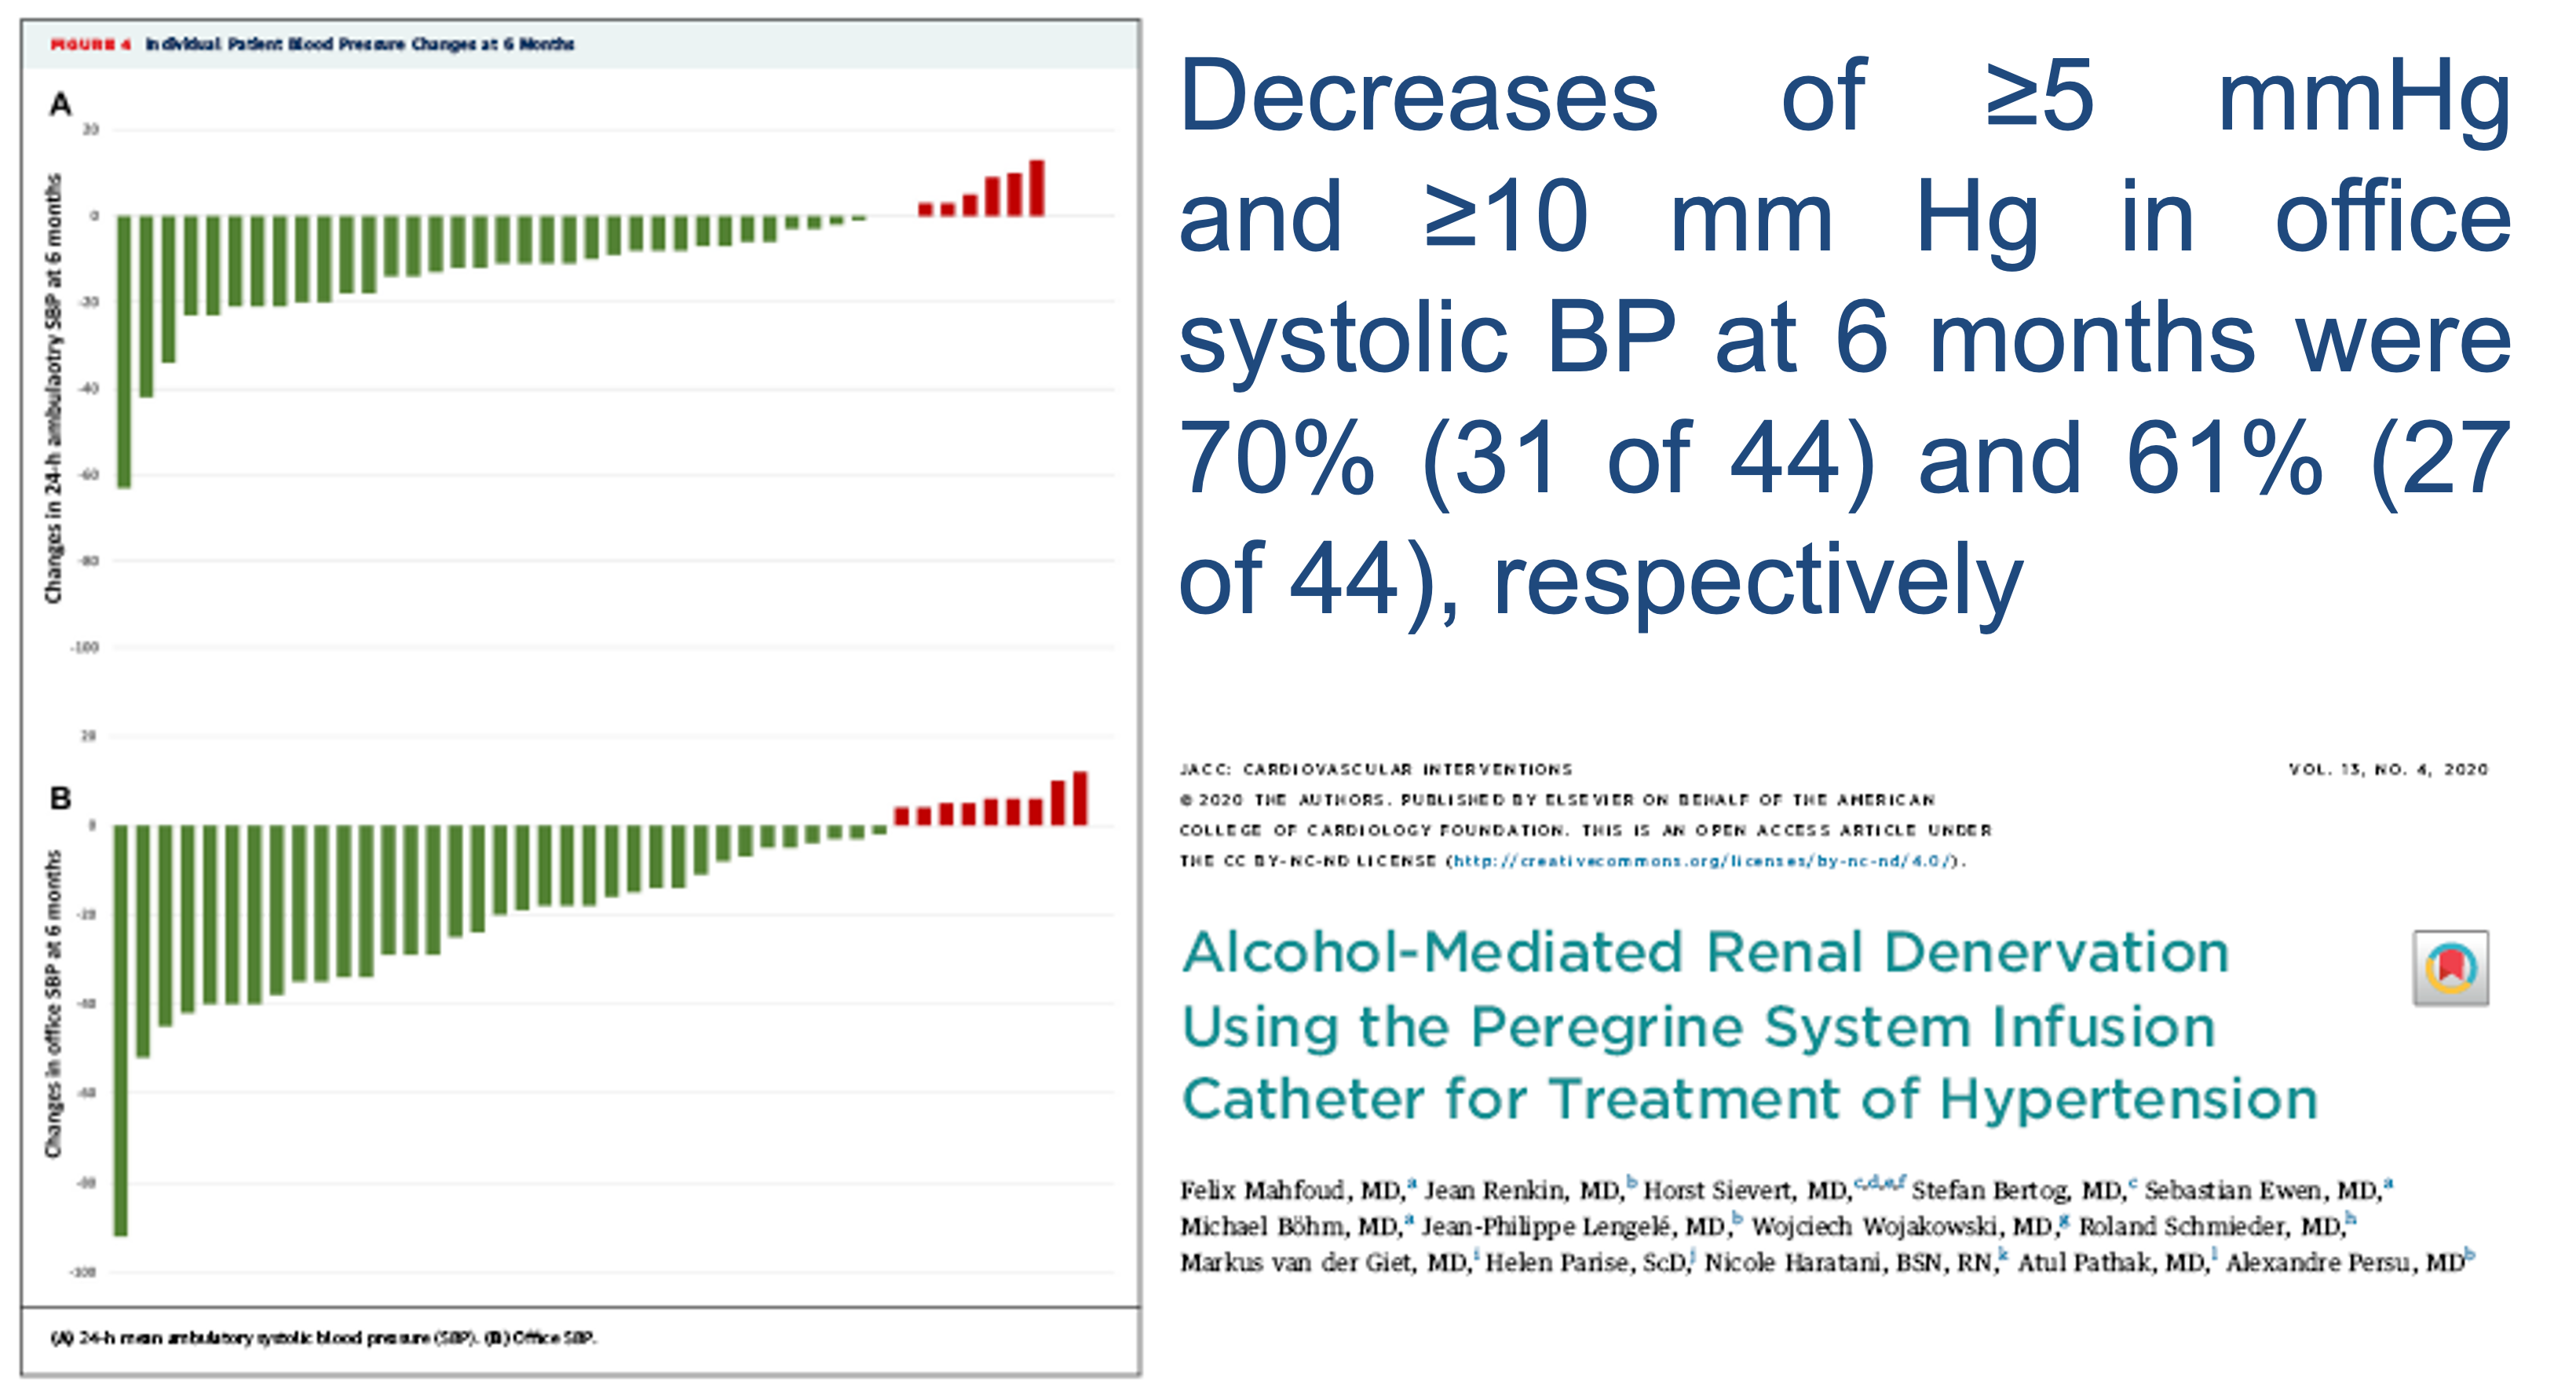 FIGURE 4 Individual Patient Blood Pressure Changes at 6 Months
A
Changes in 24-h ambulaotry SBP at 6 months
20
0
-20
-40
-60
-80
-100
B
Changes in office SBP at 6 months
20
0
-20
-40
-60
-80
-100
(A) 24-h mean ambulatory systolic blood pressure (SBP). (B) Office SBP.
Decreases of ≥5 mmHg
and ≥10 mm Hg in office
systolic BP at 6 months were
70% (31 of 44) and 61% (27
of 44), respectively
JACC: CARDIOVASCULAR INTERVENTIONS VOL. 13, NO. 4, 2020
© 2020 THE AUTHORS. PUBLISHED BY ELSEVIER ON BEHALF OF THE AMERICAN
COLLEGE OF CARDIOLOGY FOUNDATION. THIS IS AN OPEN ACCESS ARTICLE UNDER
THE CC BY-NC-ND LICENSE (http://creativecommons.org/licenses/by-nc-nd/4.0/).
Alcohol-Mediated Renal Denervation
Using the Peregrine System Infusion
Catheter for Treatment of Hypertension
Felix Mahfoud, MD,a Jean Renkin, MD,b Horst Sievert, MD,c,d,e,f Stefan Bertog, MD,c Sebastian Ewen, MD,a
Michael Böhm, MD,a Jean-Philippe Lengelé, MD,b Wojciech Wojakowski, MD,g Roland Schmieder, MD,h
Markus van der Giet, MD,i Helen Parise, ScD,j Nicole Haratani, BSN, RN,k Atul Pathak, MD,l Alexandre Persu, MDb